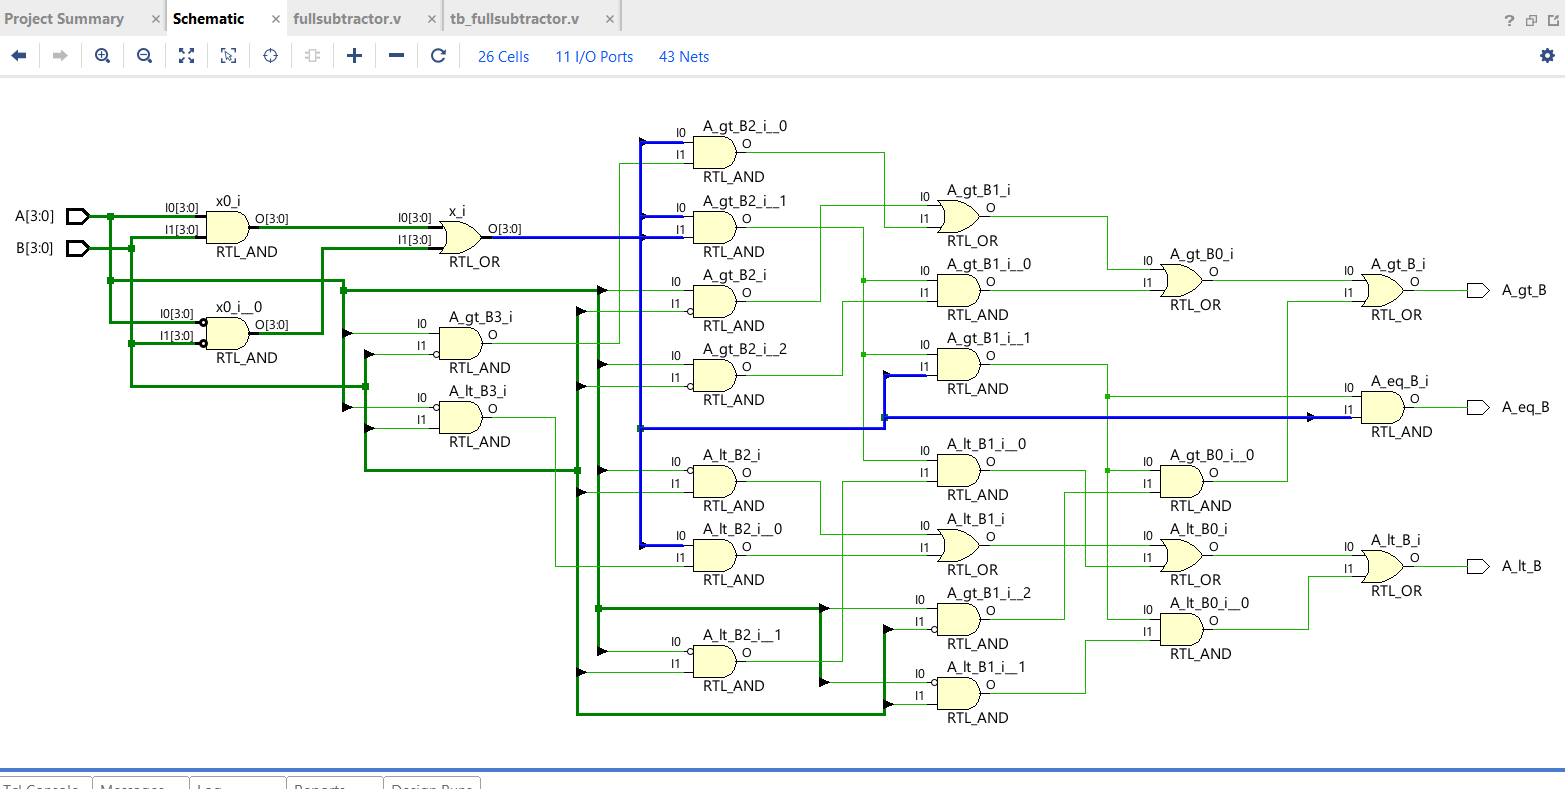 Project Summary × Schematic × fullsubtractor.v × tb_fullsubtractor.v × ?
26 Cells 11 I/O Ports 43 Nets
A[3:0]
B[3:0]
x0_i
I0[3:0]
I1[3:0]
O[3:0]
RTL_AND
x0_i__0
I0[3:0]
I1[3:0]
O[3:0]
RTL_AND
x_i
I0[3:0]
I1[3:0]
O[3:0]
RTL_OR
A_gt_B3_i
I0
I1
O
RTL_AND
A_lt_B3_i
I0
I1
O
RTL_AND
A_gt_B2_i__0
I0
I1
O
RTL_AND
A_gt_B2_i__1
I0
I1
O
RTL_AND
A_gt_B2_i
I0
I1
O
RTL_AND
A_gt_B2_i__2
I0
I1
O
RTL_AND
A_lt_B2_i
I0
I1
O
RTL_AND
A_lt_B2_i__0
I0
I1
O
RTL_AND
A_lt_B2_i__1
I0
I1
O
RTL_AND
A_gt_B1_i
I0
I1
O
RTL_OR
A_gt_B1_i__0
I0
I1
O
RTL_AND
A_gt_B1_i__1
I0
I1
O
RTL_AND
A_lt_B1_i__0
I0
I1
O
RTL_AND
A_lt_B1_i
I0
I1
O
RTL_OR
A_gt_B1_i__2
I0
I1
O
RTL_AND
A_lt_B1_i__1
I0
I1
O
RTL_AND
A_gt_B0_i
I0
I1
O
RTL_OR
A_gt_B0_i__0
I0
I1
O
RTL_AND
A_lt_B0_i
I0
I1
O
RTL_OR
A_lt_B0_i__0
I0
I1
O
RTL_AND
A_gt_B_i
I0
I1
O
RTL_OR
A_gt_B
A_eq_B_i
I0
I1
O
RTL_AND
A_eq_B
A_lt_B_i
I0
I1
O
RTL_OR
A_lt_B
Tcl Console Messages Log Reports Design Runs